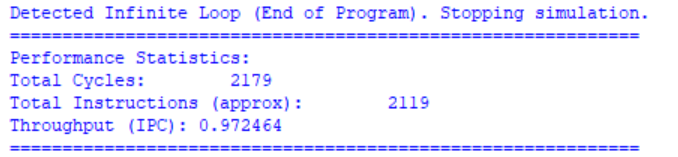 Detected Infinite Loop (End of Program). Stopping simulation.
============================================================
Performance Statistics:
Total Cycles:        2179
Total Instructions (approx):        2119
Throughput (IPC): 0.972464
============================================================